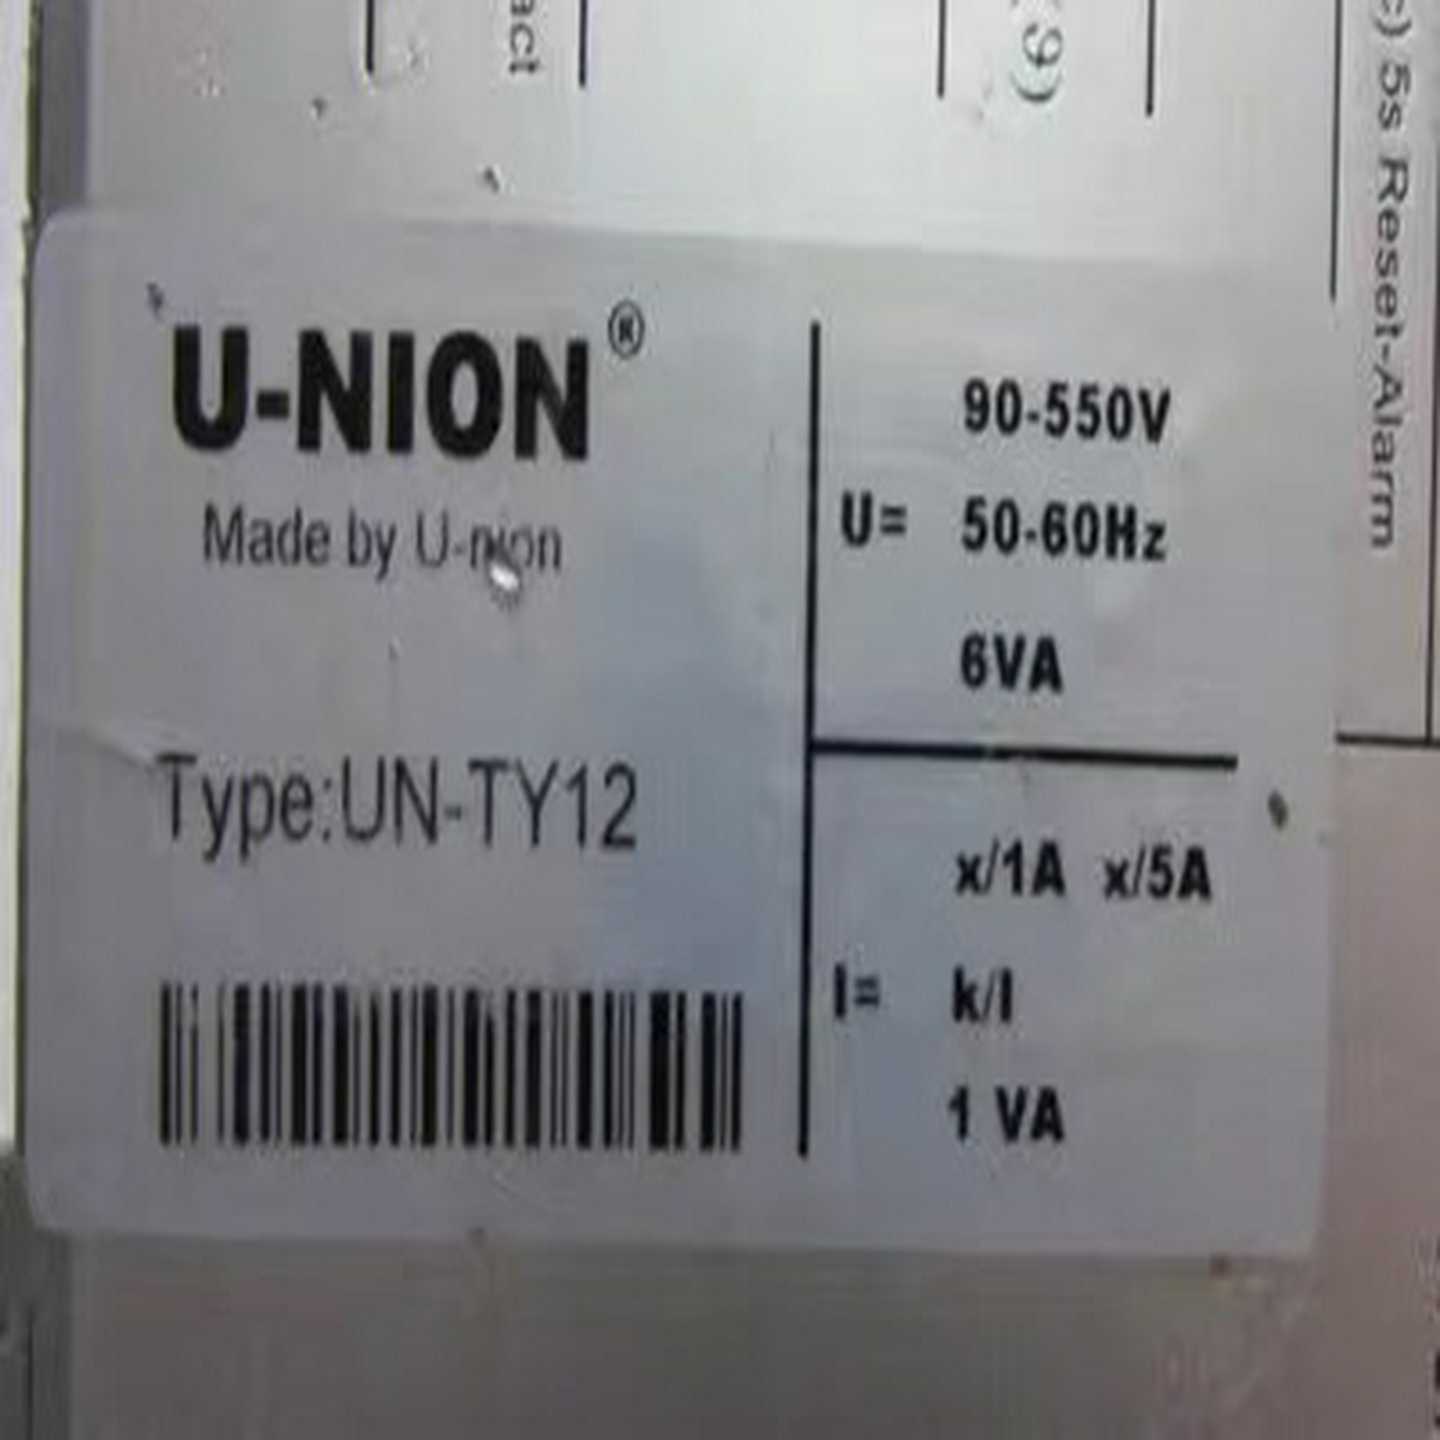 act
9)
c) 5s Reset-Alarm
U-NION®
Made by U-nion
Type:UN-TY12
90-550V
U= 50-60Hz
6VA
x/1A x/5A
I= k/l
1 VA